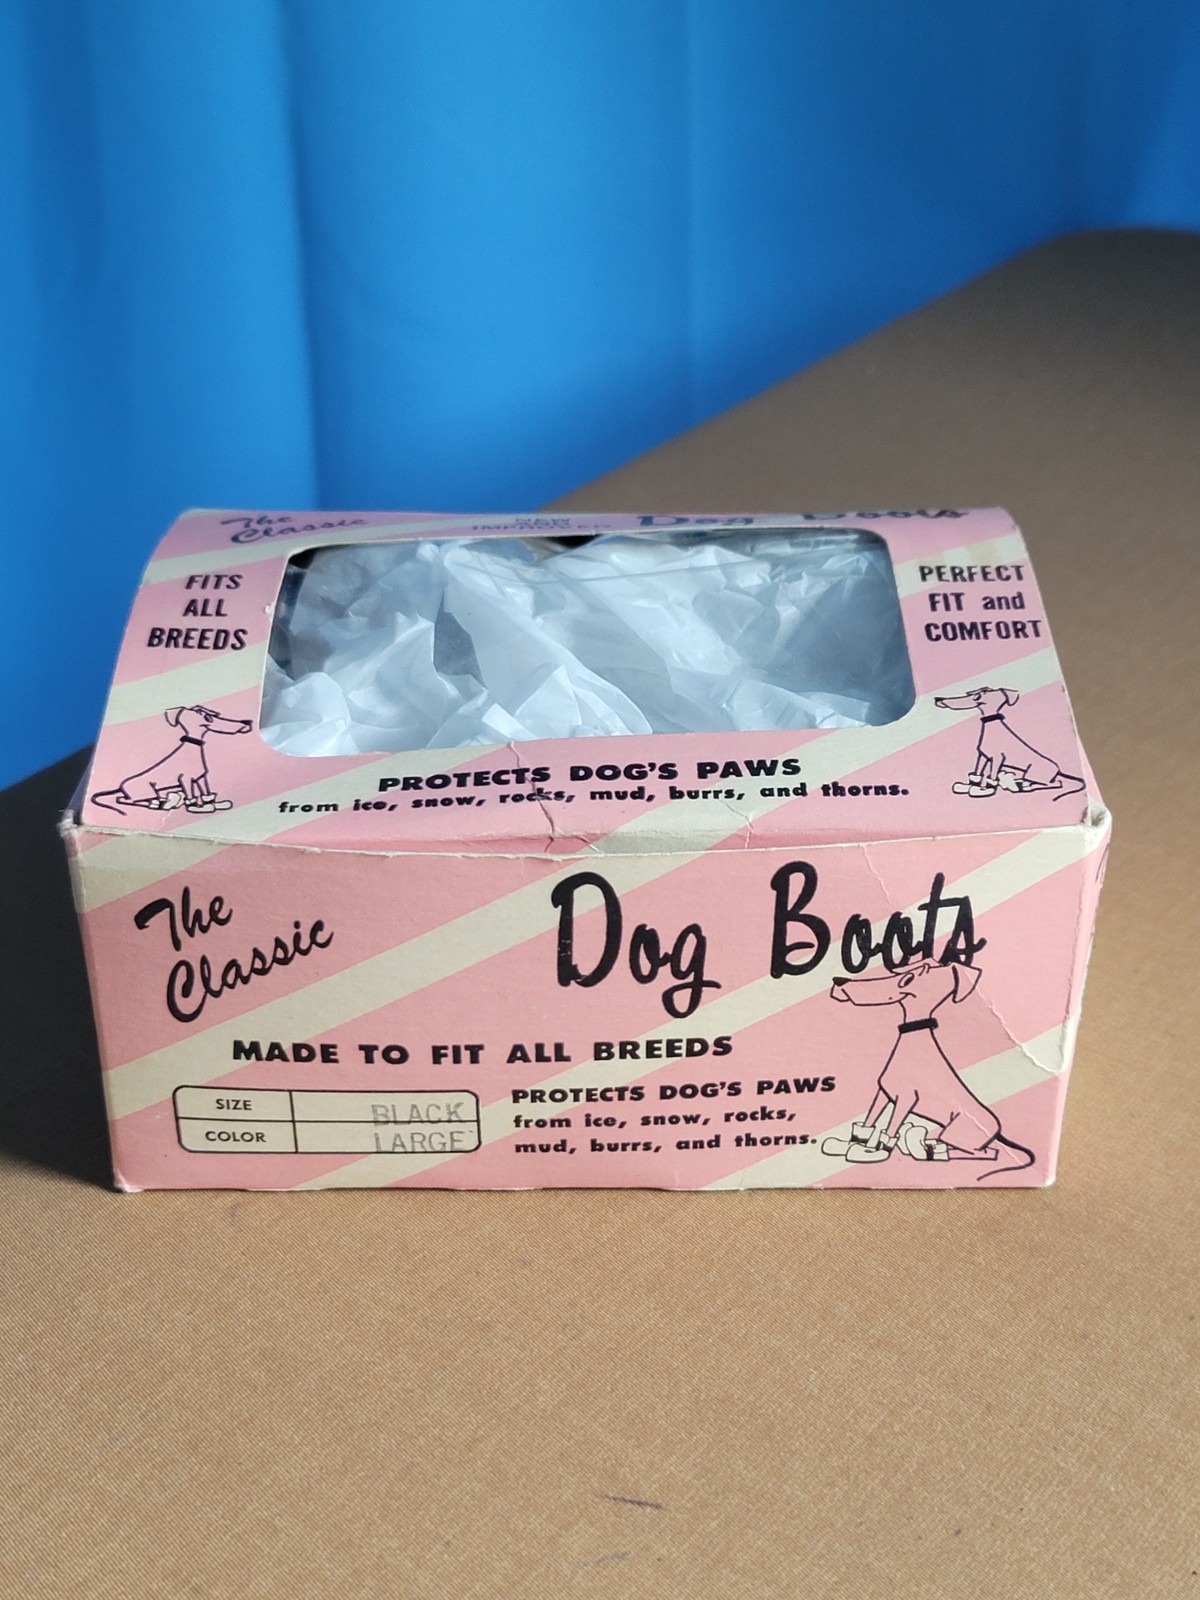 The
Classic
NEW
IMPROVED
Dog Boots
FITS
ALL
BREEDS
PERFECT
FIT and
COMFORT
PROTECTS DOG'S PAWS
from ice, snow, rocks, mud, burrs, and thorns.
The
Classic
Dog Boots
MADE TO FIT ALL BREEDS
SIZE BLACK
COLOR LARGE
PROTECTS DOG'S PAWS
from ice, snow, rocks,
mud, burrs, and thorns.